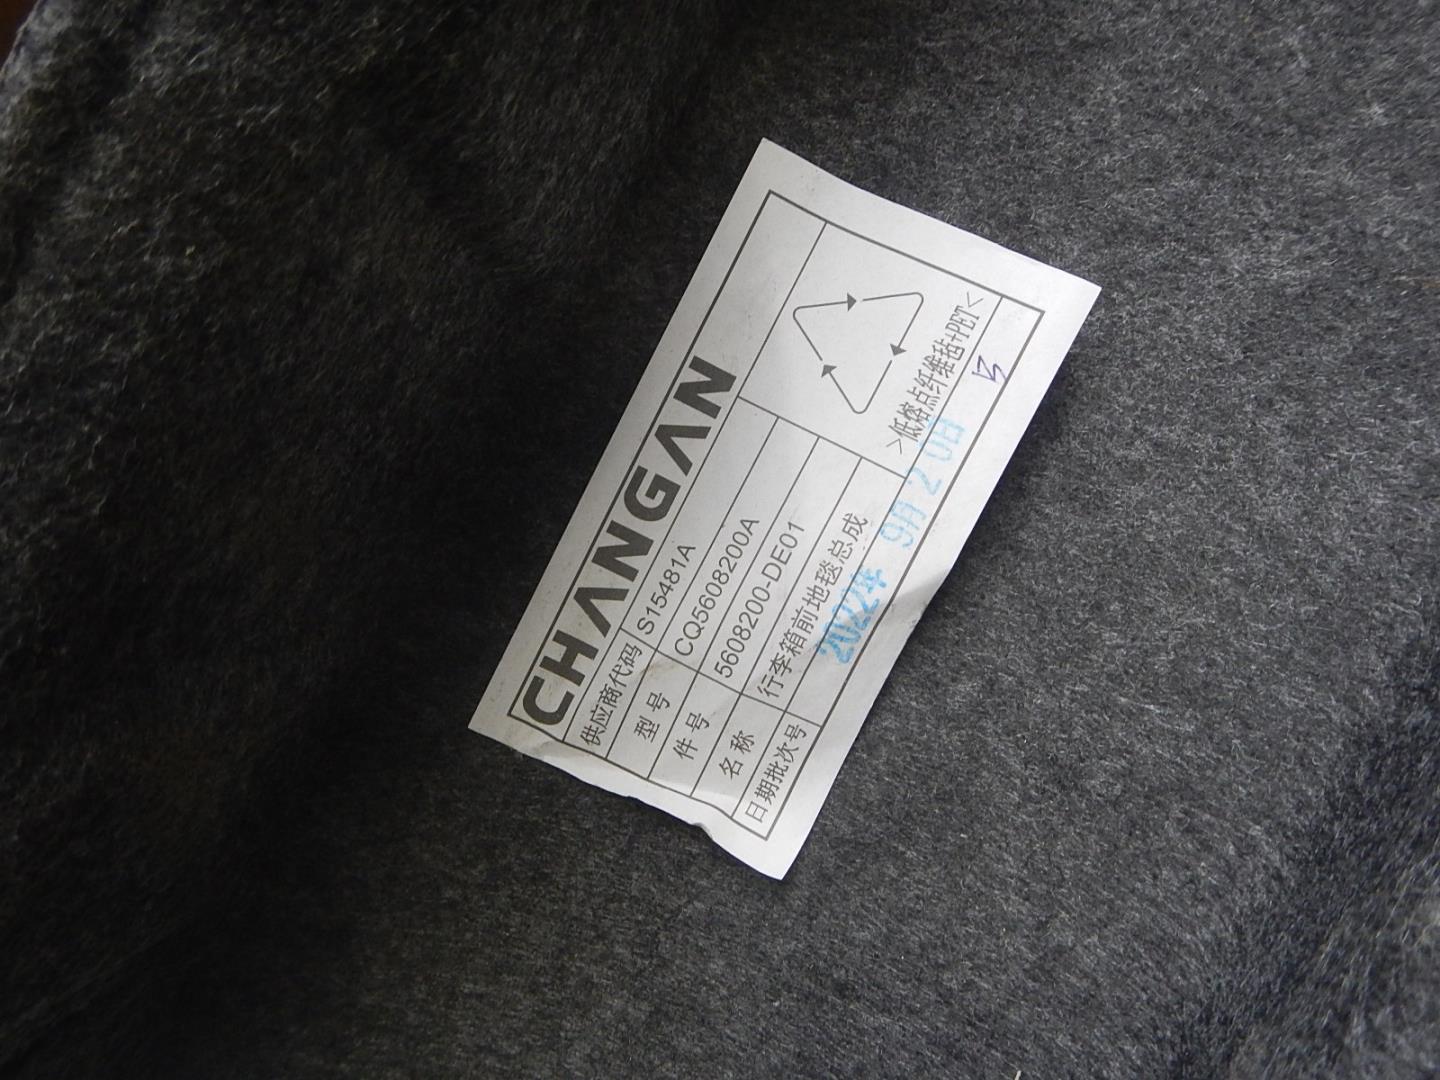 CHANGAN
供应商代码 S15481A
型号 CQ5608200A
件号 5608200-DE01
名称 行李箱前地毯总成
日期批次号 2022年 9月20日
>低熔点纤维毡+PET<